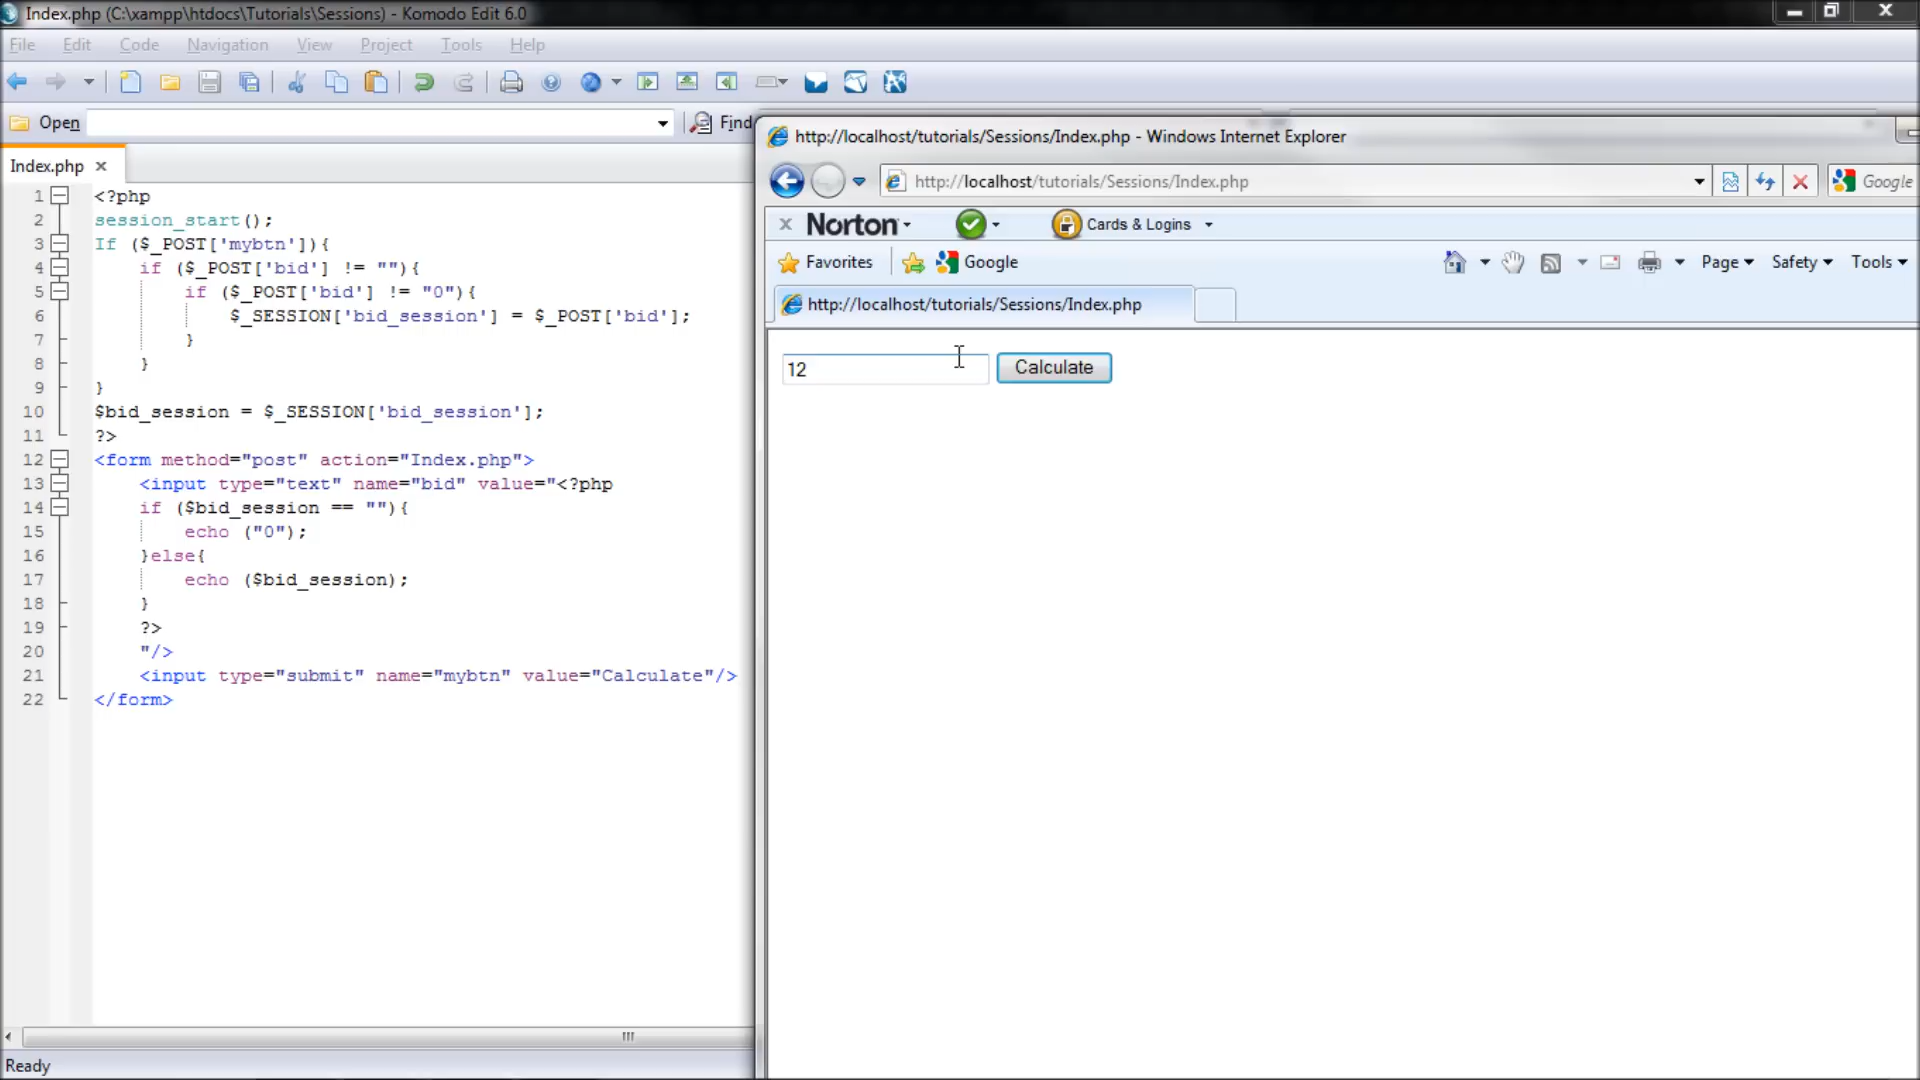 Index.php (C:\xampp\htdocs\Tutorials\Sessions) - Komodo Edit 6.0
File Edit Code Navigation View Project Tools Help
Open
Find
Index.php
1 <?php
2 session_start();
3 If ($_POST['mybtn']){
4 if ($_POST['bid'] != ""){
5 if ($_POST['bid'] != "0"){
6 $_SESSION['bid_session'] = $_POST['bid'];
7 }
8 }
9 }
10 $bid_session = $_SESSION['bid_session'];
11 ?>
12 <form method="post" action="Index.php">
13 <input type="text" name="bid" value="<?php
14 if ($bid_session == ""){
15 echo ("0");
16 }else{
17 echo ($bid_session);
18 }
19 ?>
20 "/>
21 <input type="submit" name="mybtn" value="Calculate"/>
22 </form>
Ready
http://localhost/tutorials/Sessions/Index.php - Windows Internet Explorer
http://localhost/tutorials/Sessions/Index.php
Google
Norton Cards & Logins
Favorites Google
Page Safety Tools
http://localhost/tutorials/Sessions/Index.php
12 Calculate